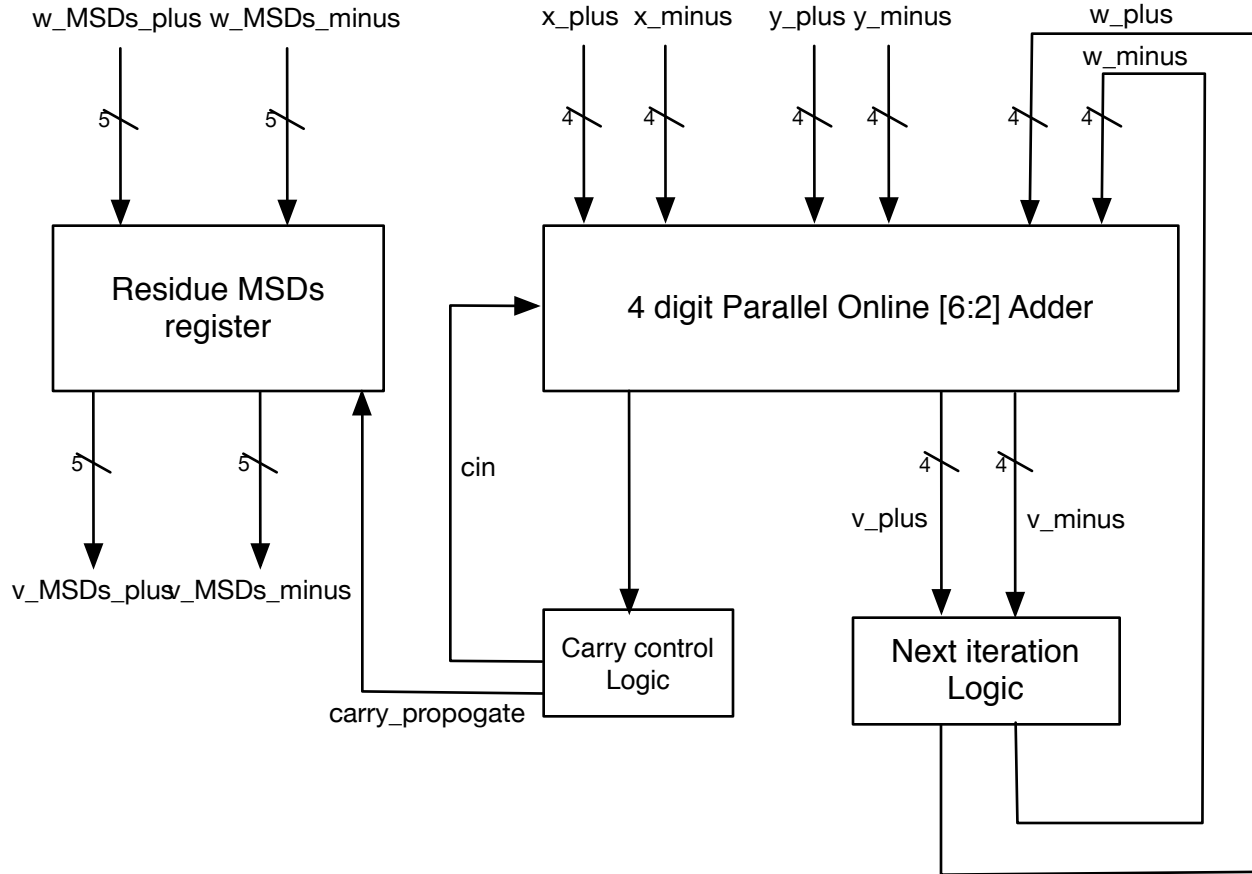 w_MSDs_plus w_MSDs_minus x_plus x_minus y_plus y_minus w_plus
w_minus
5 5 4 4 4 4 4 4
Residue MSDs
register
4 digit Parallel Online [6:2] Adder
5 5 cin 4 4
v_plus v_minus
v_MSDs_plus v_MSDs_minus
Carry control
Logic
Next iteration
Logic
carry_propogate